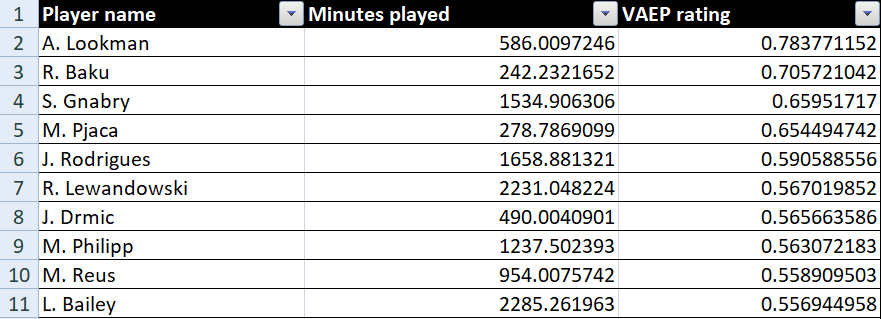 1 Player name Minutes played VAEP rating
2 A. Lookman 586.0097246 0.783771152
3 R. Baku 242.2321652 0.705721042
4 S. Gnabry 1534.906306 0.65951717
5 M. Pjaca 278.7869099 0.654494742
6 J. Rodrigues 1658.881321 0.590588556
7 R. Lewandowski 2231.048224 0.567019852
8 J. Drmic 490.0040901 0.565663586
9 M. Philipp 1237.502393 0.563072183
10 M. Reus 954.0075742 0.558909503
11 L. Bailey 2285.261963 0.556944958